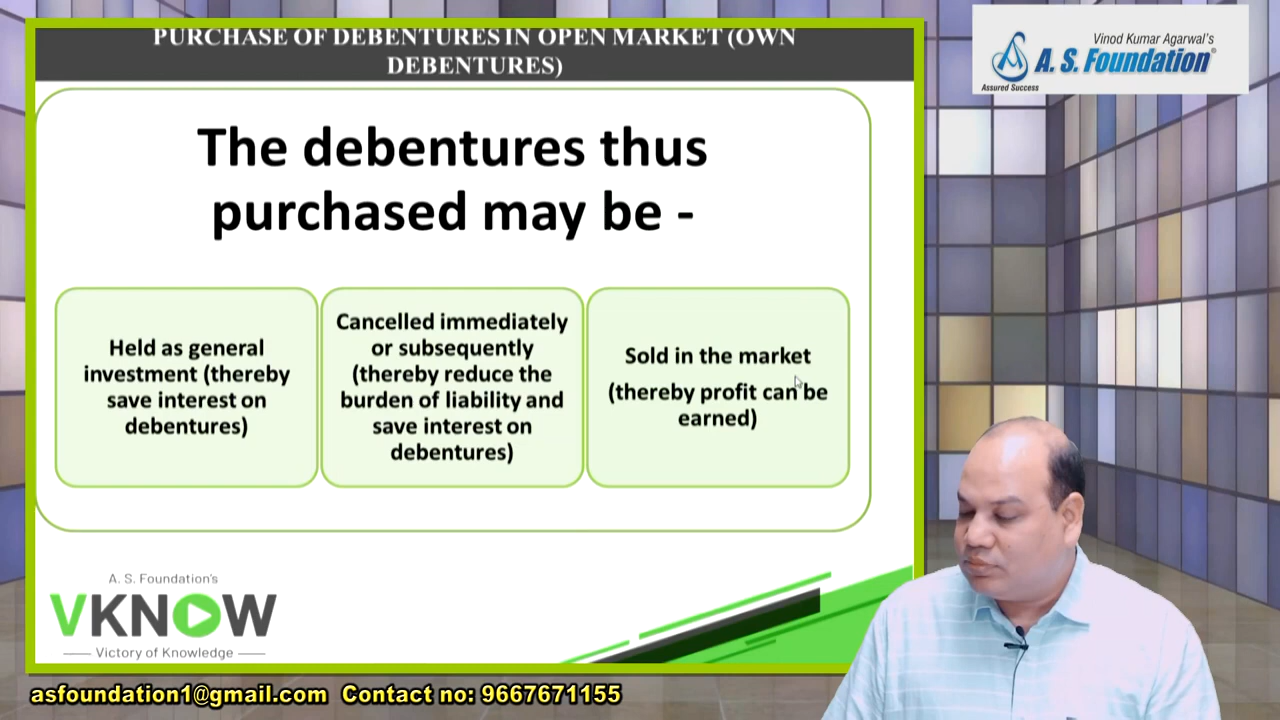 PURCHASE OF DEBENTURES IN OPEN MARKET (OWN
DEBENTURES)
The debentures thus
purchased may be -
Held as general
investment (thereby
save interest on
debentures)
Cancelled immediately
or subsequently
(thereby reduce the
burden of liability and
save interest on
debentures)
Sold in the market
(thereby profit can be
earned)
A. S. Foundation's
VKNOW
Victory of Knowledge
Vinod Kumar Agarwal's
A. S. Foundation®
Assured Success
asfoundation1@gmail.com Contact no: 9667671155